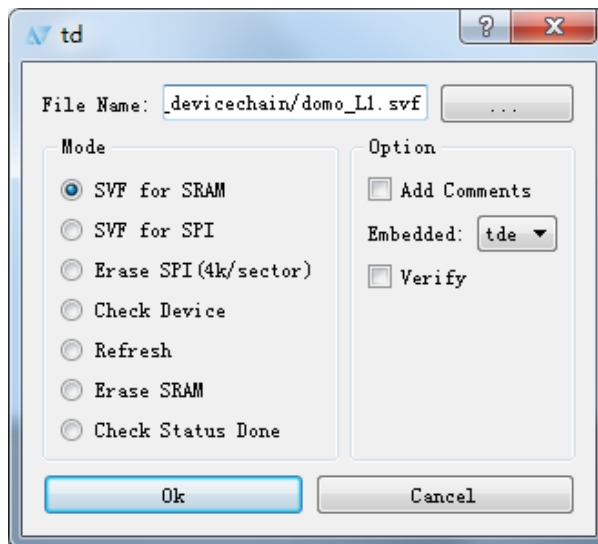 td
File Name: _devicechain/domo_L1.svf ...
Mode
SVF for SRAM
SVF for SPI
Erase SPI(4k/sector)
Check Device
Refresh
Erase SRAM
Check Status Done
Option
Add Comments
Embedded: tde
Verify
Ok Cancel